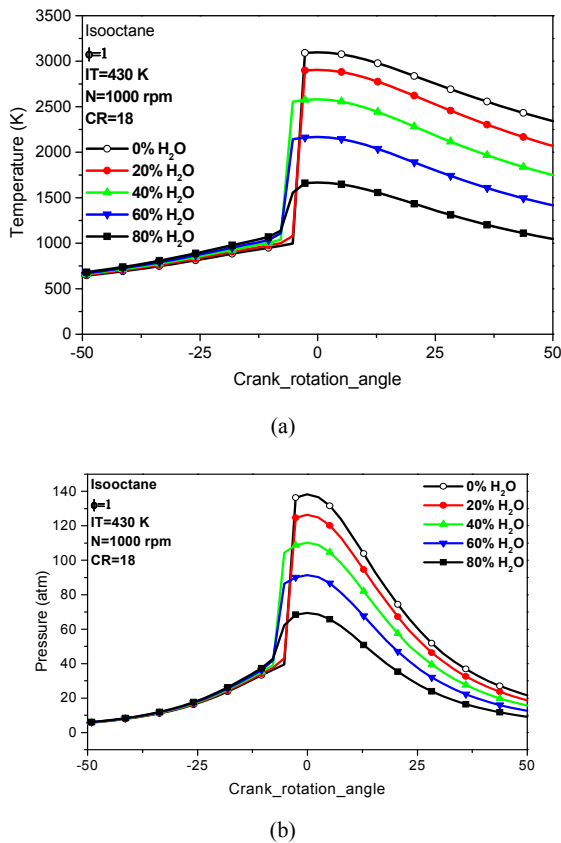 Isooctane
ϕ=1
IT=430 K
N=1000 rpm
CR=18
0% H₂O
20% H₂O
40% H₂O
60% H₂O
80% H₂O
3500
3000
2500
2000
1500
1000
500
0
Temperature (K)
-50
-25
0
25
50
Crank_rotation_angle
(a)
Isooctane
ϕ=1
IT=430 K
N=1000 rpm
CR=18
0% H₂O
20% H₂O
40% H₂O
60% H₂O
80% H₂O
140
120
100
80
60
40
20
0
Pressure (atm)
-50
-25
0
25
50
Crank_rotation_angle
(b)